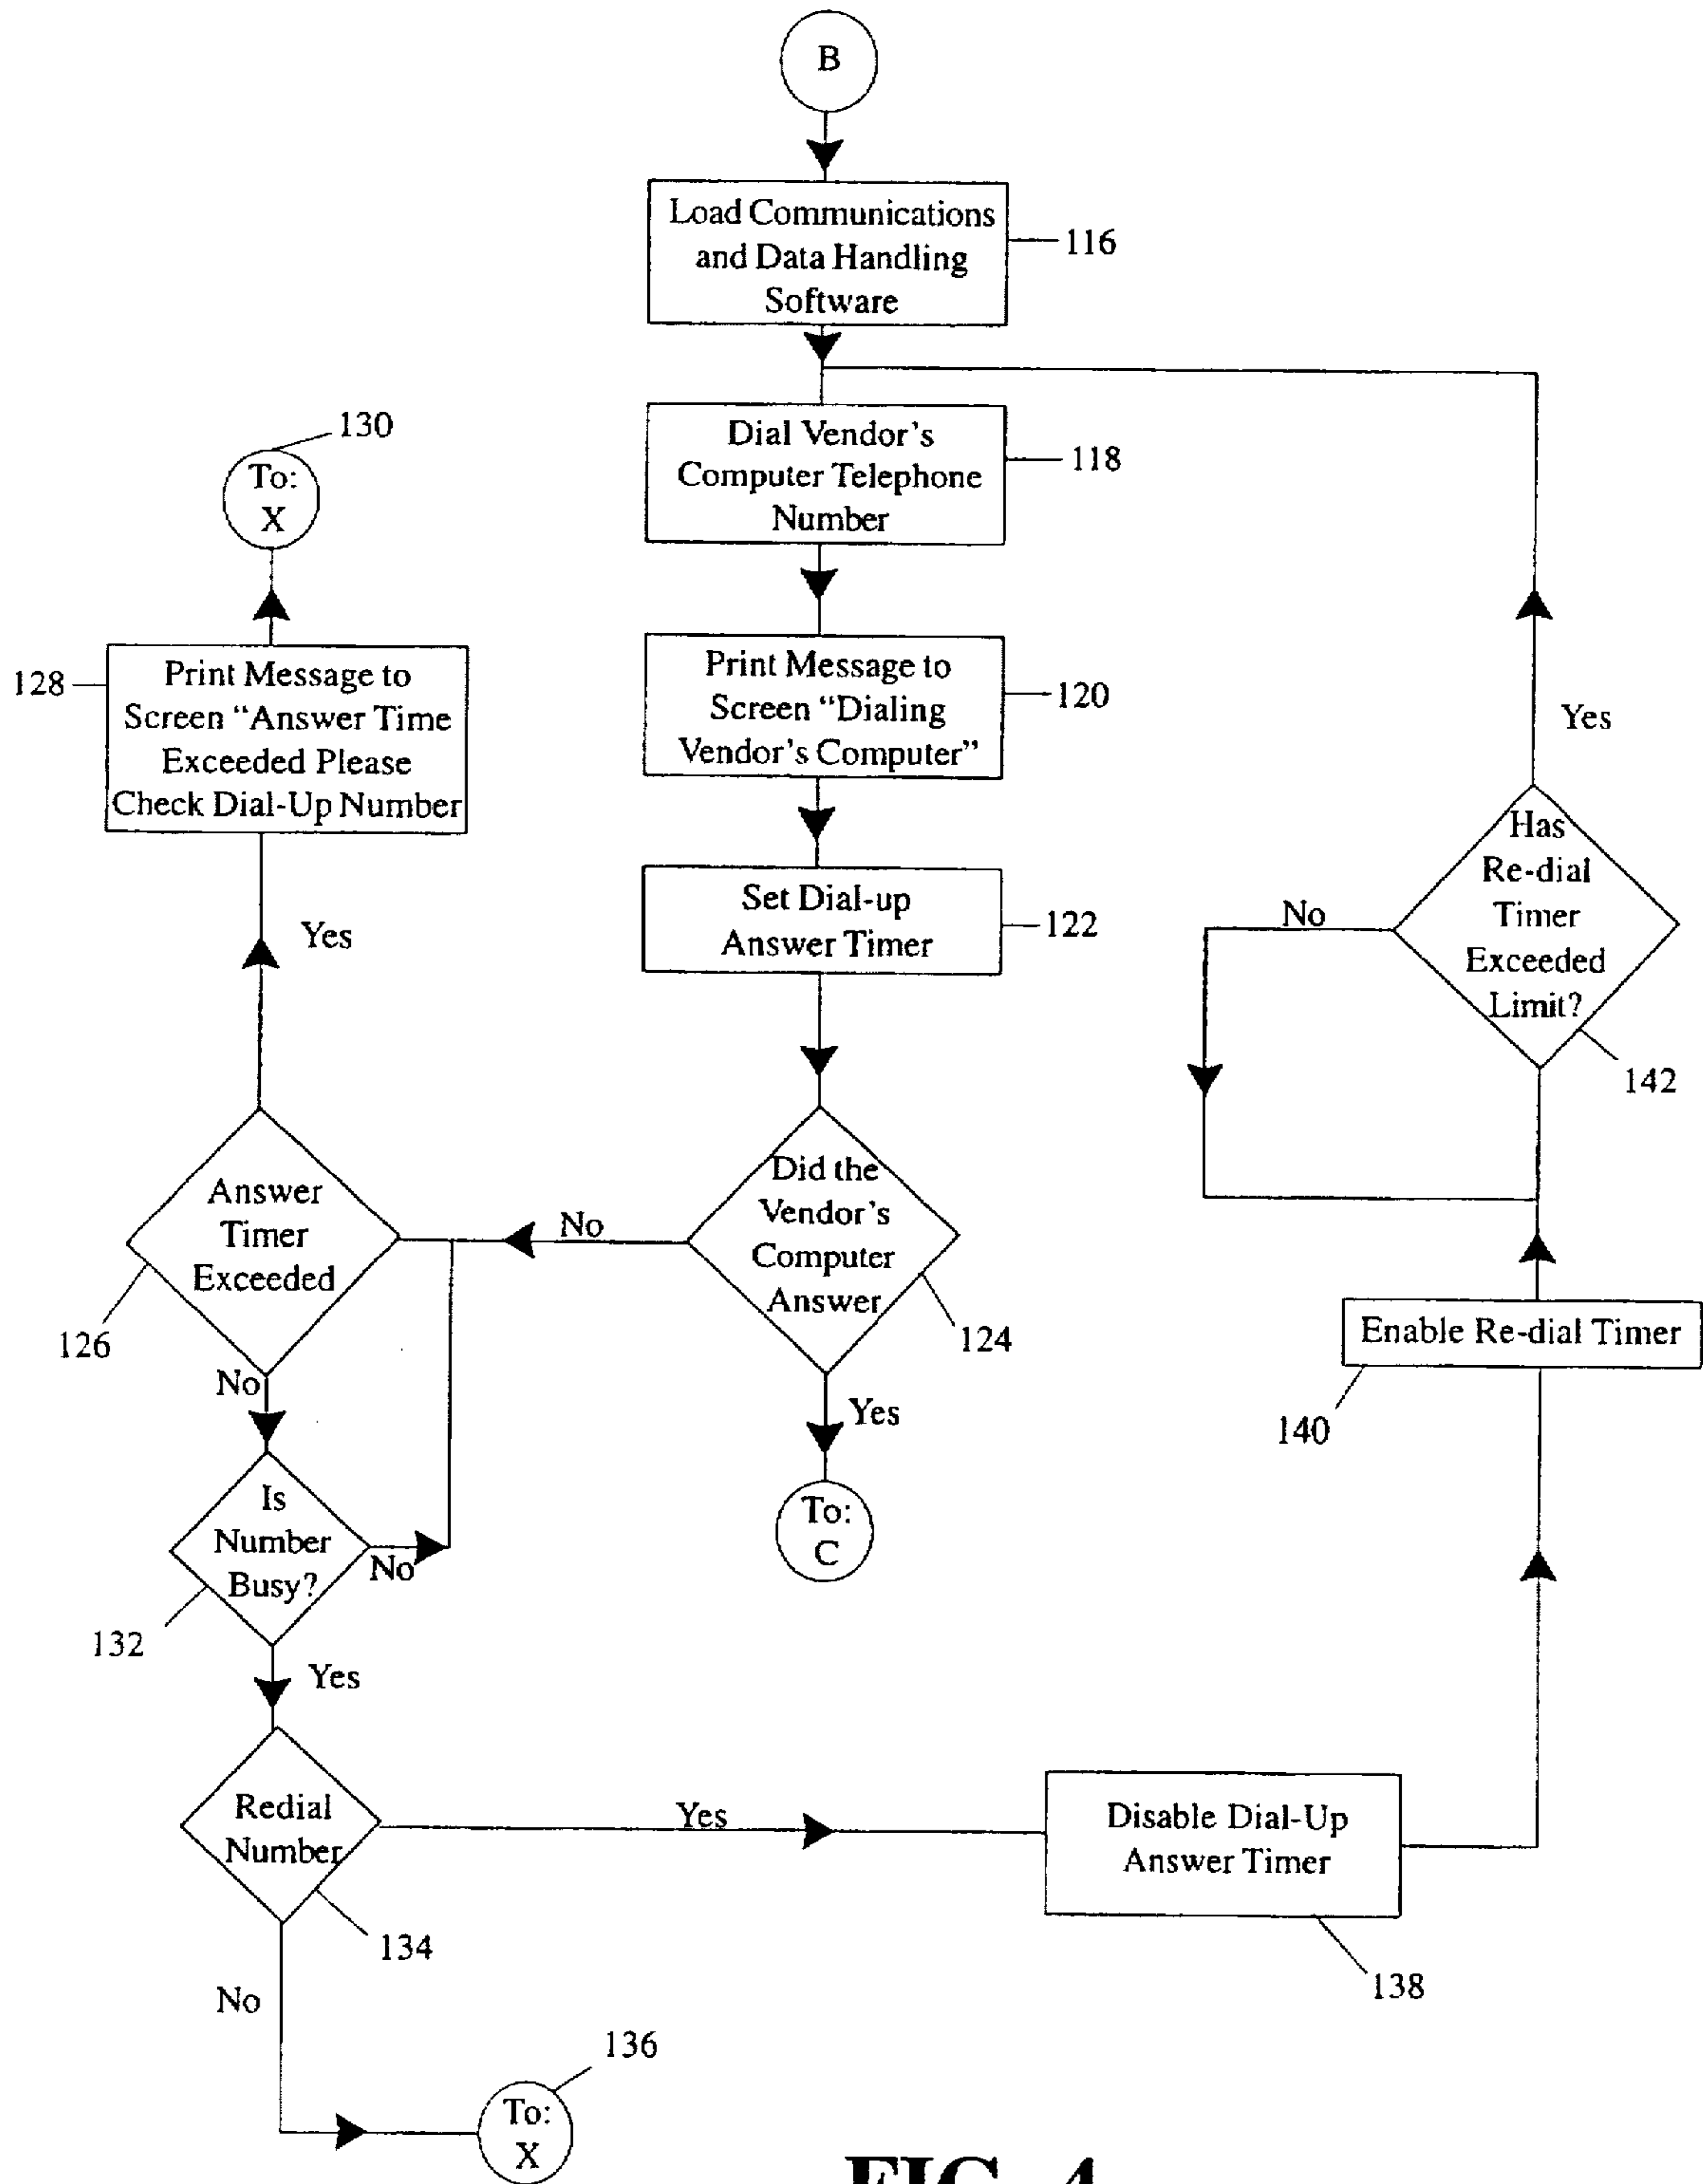 B
Load Communications
and Data Handling
Software
116
Dial Vendor's
Computer Telephone
Number
118
130
To:
X
128
Print Message to
Screen “Answer Time
Exceeded Please
Check Dial-Up Number
Print Message to
Screen “Dialing
Vendor's Computer”
120
Yes
Set Dial-up
Answer Timer
122
Yes
Has
Re-dial
Timer
Exceeded
Limit?
No
142
Answer
Timer
Exceeded
126
No
Did the
Vendor's
Computer
Answer
124
Enable Re-dial Timer
140
No
Yes
To:
C
Is
Number
Busy?
No
132
Yes
Redial
Number
134
Yes
Disable Dial-Up
Answer Timer
138
No
136
To:
X
FIG. 4